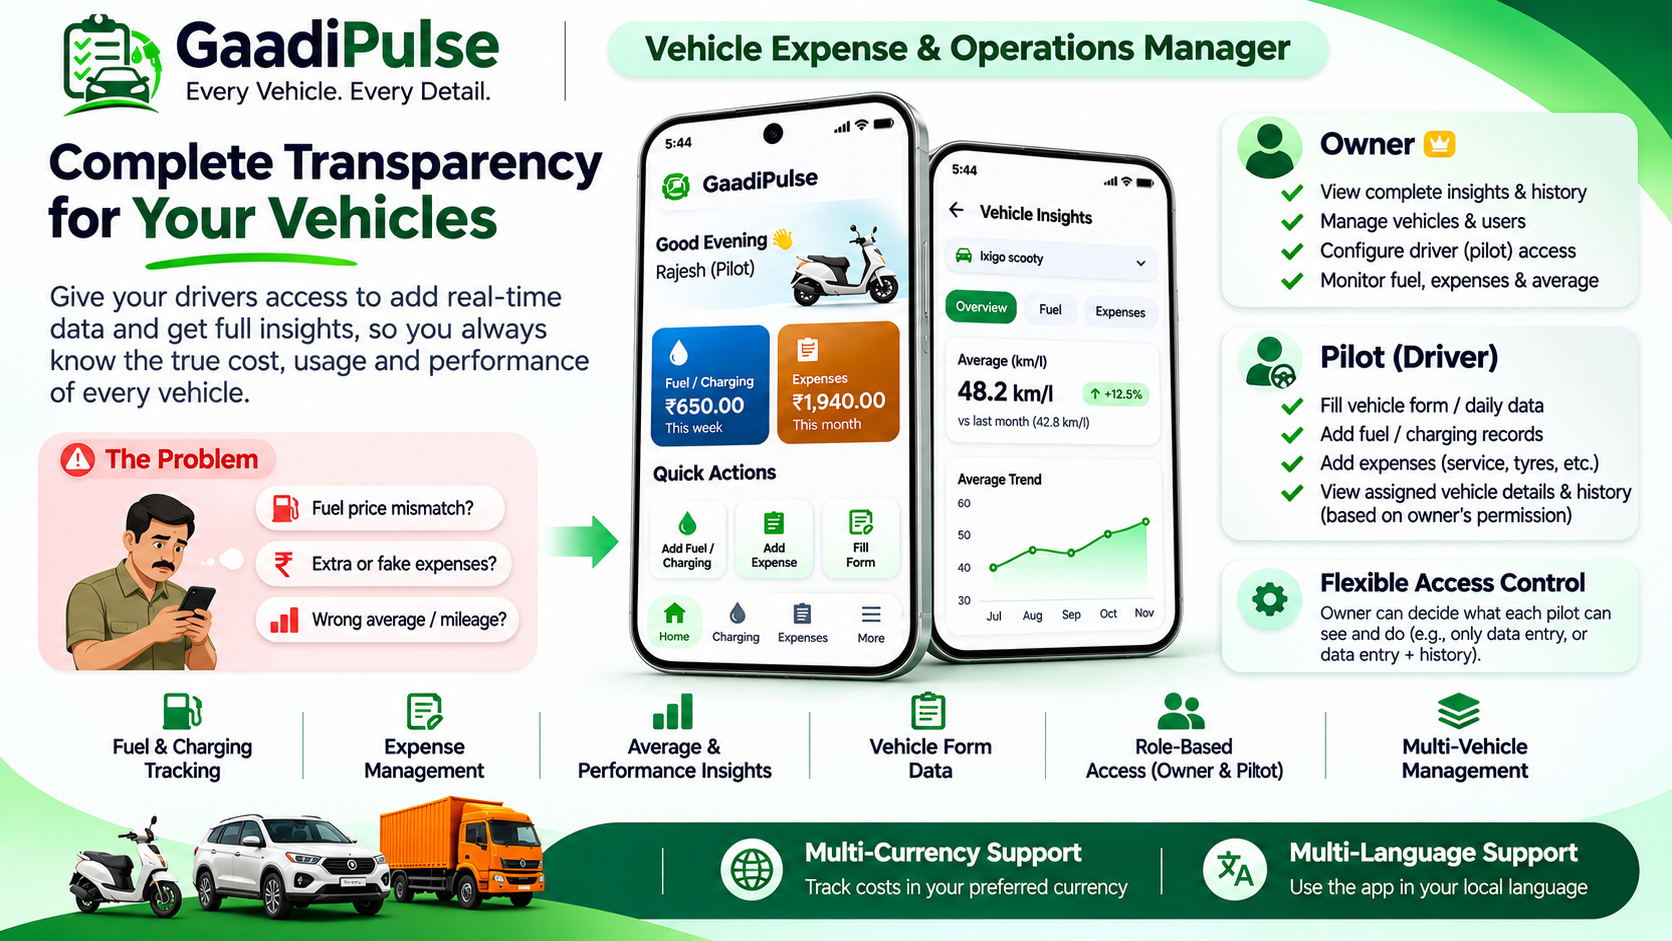 GaadiPulse
Every Vehicle. Every Detail.
Vehicle Expense & Operations Manager
Complete Transparency
for Your Vehicles
Give your drivers access to add real-time
data and get full insights, so you always
know the true cost, usage and performance
of every vehicle.
The Problem
Fuel price mismatch?
Extra or fake expenses?
Wrong average / mileage?
5:44
GaadiPulse
Good Evening 👋
Rajesh (Pilot)
Fuel / Charging
₹650.00
This week
Expenses
₹1,940.00
This month
Quick Actions
Add Fuel /
Charging
Add
Expense
Fill
Form
Home
Charging
Expenses
More
5:44
Vehicle Insights
Ixigo scooty
Overview
Fuel
Expenses
Average (km/l)
48.2 km/l
↑ +12.5%
vs last month (42.8 km/l)
Average Trend
60
50
40
30
Jul
Aug
Sep
Oct
Nov
Owner
View complete insights & history
Manage vehicles & users
Configure driver (pilot) access
Monitor fuel, expenses & average
Pilot (Driver)
Fill vehicle form / daily data
Add fuel / charging records
Add expenses (service, tyres, etc.)
View assigned vehicle details & history
(based on owner's permission)
Flexible Access Control
Owner can decide what each pilot can
see and do (e.g., only data entry, or
data entry + history).
Fuel & Charging
Tracking
Expense
Management
Average &
Performance Insights
Vehicle Form
Data
Role-Based
Access (Owner & Piltot)
Multi-Vehicle
Management
Multi-Currency Support
Track costs in your preferred currency
Multi-Language Support
Use the app in your local language